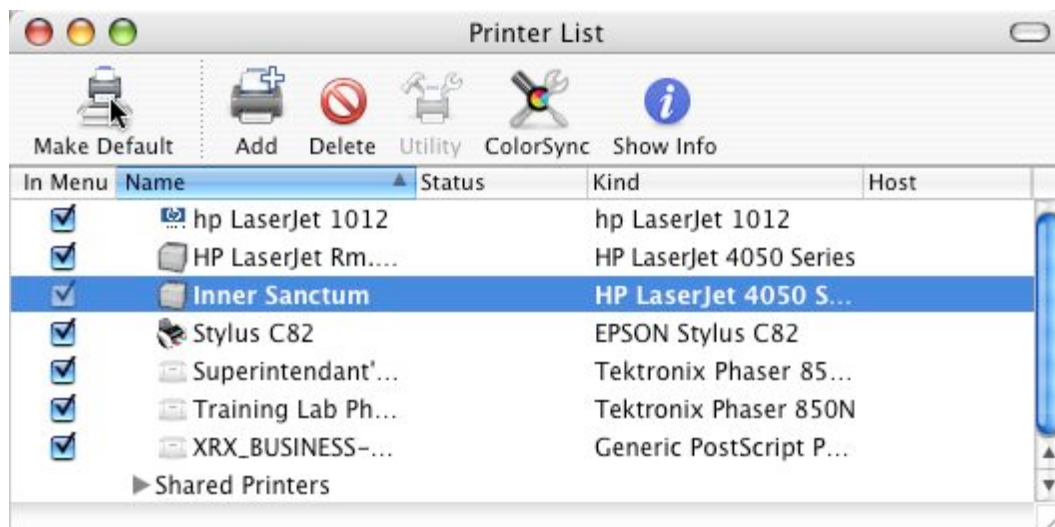 Printer List
Make Default Add Delete Utility ColorSync Show Info
In Menu Name Status Kind Host
hp LaserJet 1012 hp LaserJet 1012
HP LaserJet Rm.... HP LaserJet 4050 Series
Inner Sanctum HP LaserJet 4050 S...
Stylus C82 EPSON Stylus C82
Superintendant'... Tektronix Phaser 85...
Training Lab Ph... Tektronix Phaser 850N
XRX_BUSINESS-... Generic PostScript P...
Shared Printers